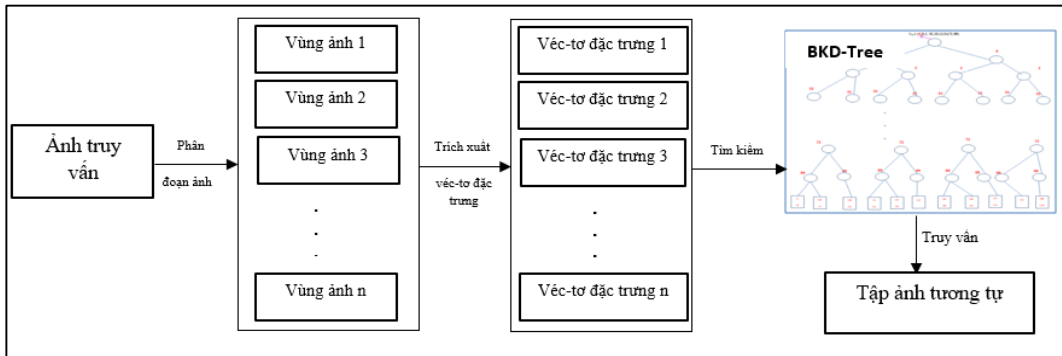 Ảnh truy
vấn
Phân
đoạn ảnh
Vùng ảnh 1
Vùng ảnh 2
Vùng ảnh 3
.
.
.
Vùng ảnh n
Trích xuất
véc-tơ đặc
trưng
Véc-tơ đặc trưng 1
Véc-tơ đặc trưng 2
Véc-tơ đặc trưng 3
.
.
.
Véc-tơ đặc trưng n
Tìm kiếm
BKD-Tree
Truy vấn
Tập ảnh tương tự